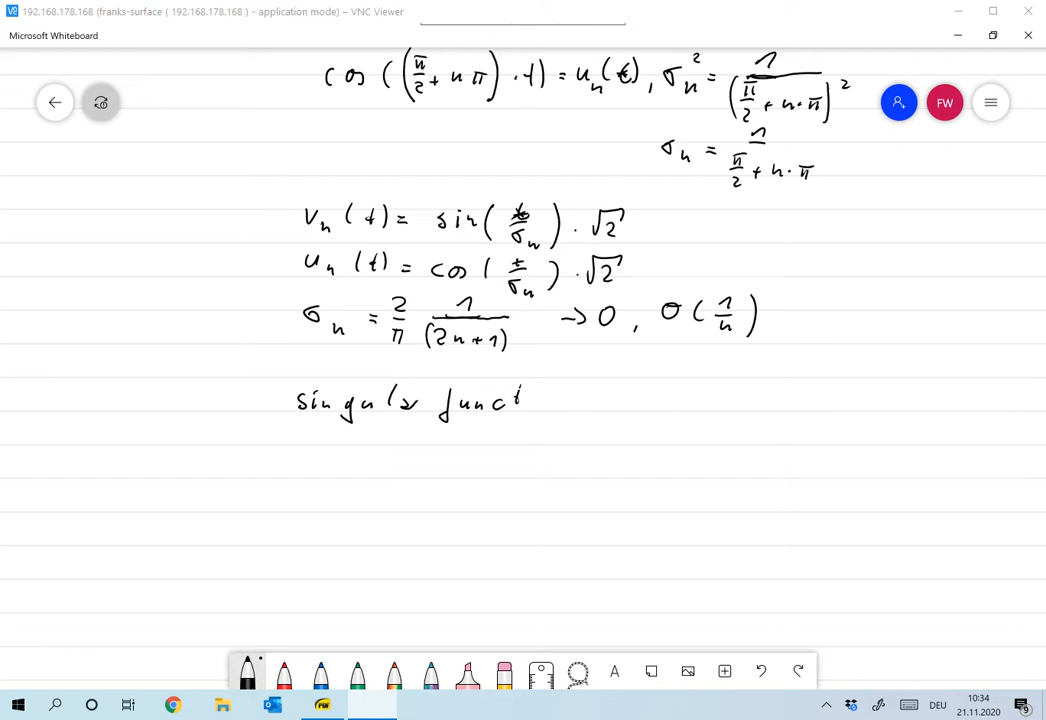 192.168.178.168 (franks-surface ( 192.168.178.168 ) - application mode) – VNC Viewer
Microsoft Whiteboard
cos ((π/2 + n π) · t) = u_n(t), σ_n² = 1/(π/2 + n·π)²
FW
σ_n = 1/(π/2 + n·π)
v_n(t) = sin(t/σ_n) · √2
u_n(t) = cos(t/σ_n) · √2
σ_n = 2/π 1/(2n+1) → 0, O(1/n)
singular funct
A
DEU
10:34
21.11.2020
9